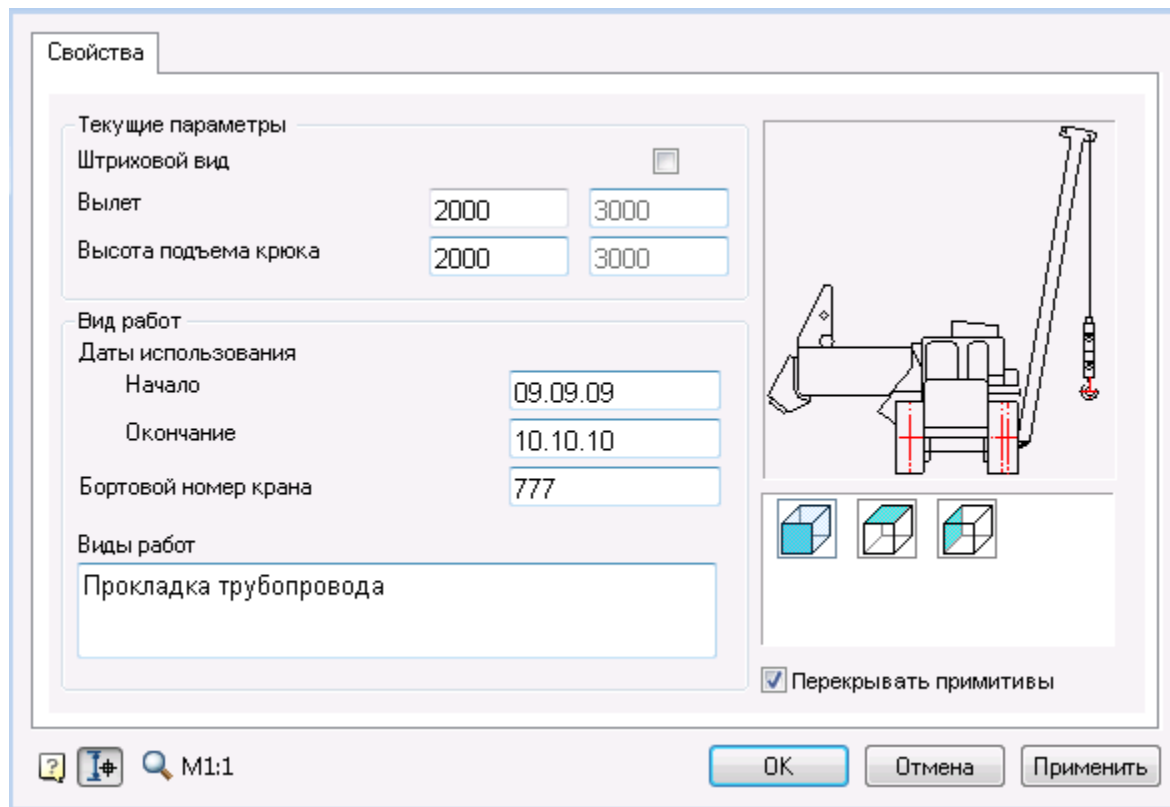 Свойства
Текущие параметры
Штриховой вид
Вылет 2000 3000
Высота подъема крюка 2000 3000
Вид работ
Даты использования
Начало 09.09.09
Окончание 10.10.10
Бортовой номер крана 777
Виды работ
Прокладка трубопровода
Перекрывать примитивы
? М1:1 ОК Отмена Применить